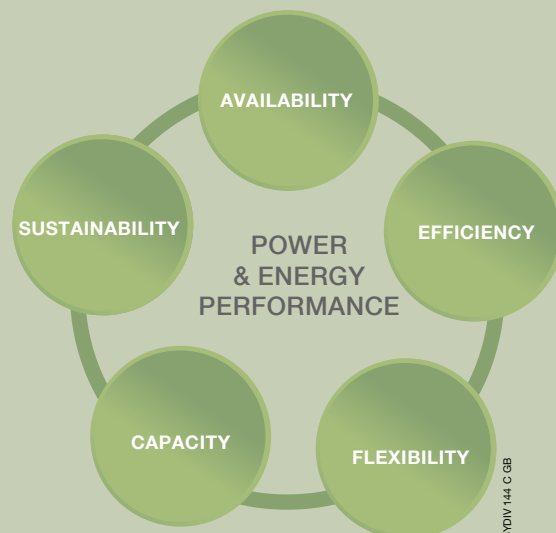 AVAILABILITY
SUSTAINABILITY
EFFICIENCY
POWER
& ENERGY
PERFORMANCE
CAPACITY
FLEXIBILITY
YDIV 144 C GB